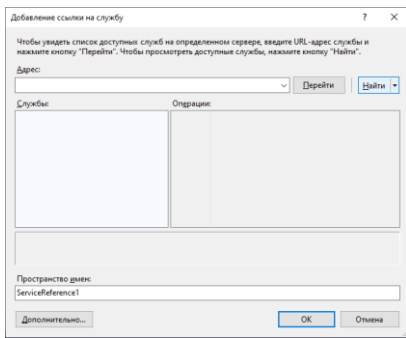 Добавление ссылки на службу
Чтобы увидеть список доступных служб на определенном сервере, введите URL-адрес службы и
нажмите кнопку "Перейти". Чтобы просмотреть доступные службы, нажмите кнопку "Найти".
Адрес:
Перейти
Найти
Службы:
Операции:
Пространство имен:
ServiceReference1
Дополнительно...
OK
Отмена